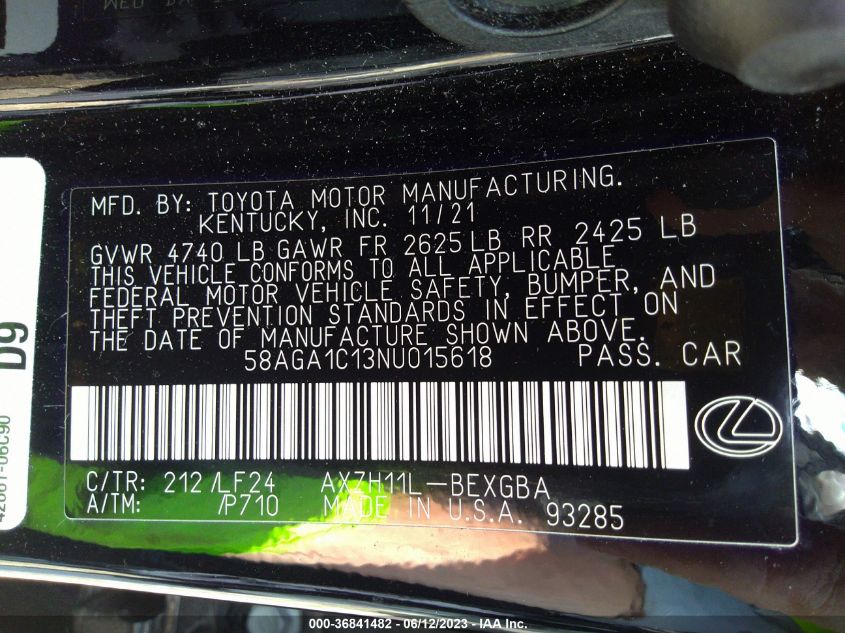 MFD. BY: TOYOTA MOTOR MANUFACTURING.
KENTUCKY, INC. 11/21
GVWR 4740 LB GAWR FR 2625 LB RR 2425 LB
THIS VEHICLE CONFORMS TO ALL APPLICABLE
FEDERAL MOTOR VEHICLE SAFETY, BUMPER, AND
THEFT PREVENTION STANDARDS IN EFFECT ON
THE DATE OF MANUFACTURE SHOWN ABOVE.
58AGA1C13NU015618 PASS. CAR
C/TR: 212/LF24 AXZH11L-BEXGBA
A/TM: /P710 MADE IN U.S.A. 93285
D9
000-36841482 - 06/12/2023 - IAA Inc.